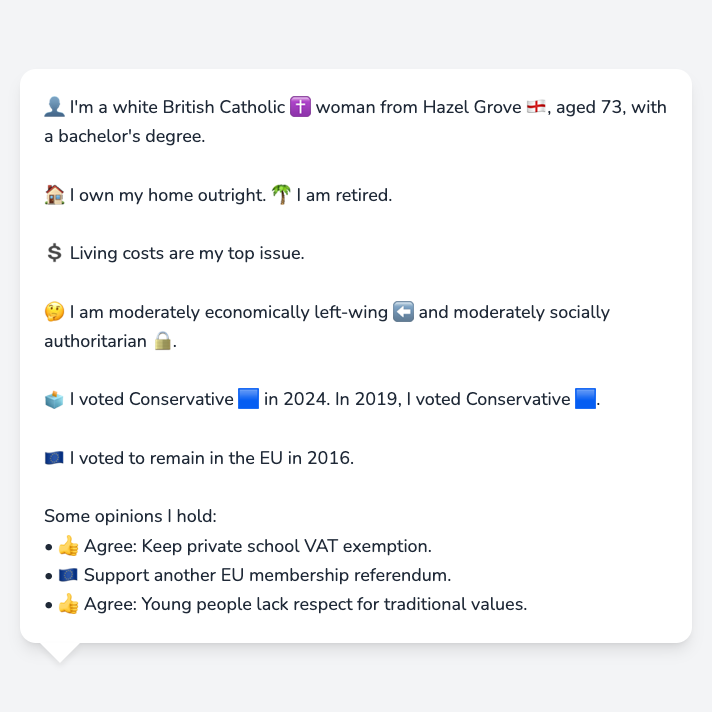 👤 I'm a white British Catholic ✝️ woman from Hazel Grove 🏴󠁧󠁢󠁥󠁮󠁧󠁿, aged 73, with
a bachelor's degree.
🏠 I own my home outright. 🌴 I am retired.
💲 Living costs are my top issue.
🤔 I am moderately economically left-wing ⬅️ and moderately socially
authoritarian 🔒.
🗳️ I voted Conservative 🟦 in 2024. In 2019, I voted Conservative 🟦.
🇪🇺 I voted to remain in the EU in 2016.
Some opinions I hold:
• 👍 Agree: Keep private school VAT exemption.
• 🇪🇺 Support another EU membership referendum.
• 👍 Agree: Young people lack respect for traditional values.